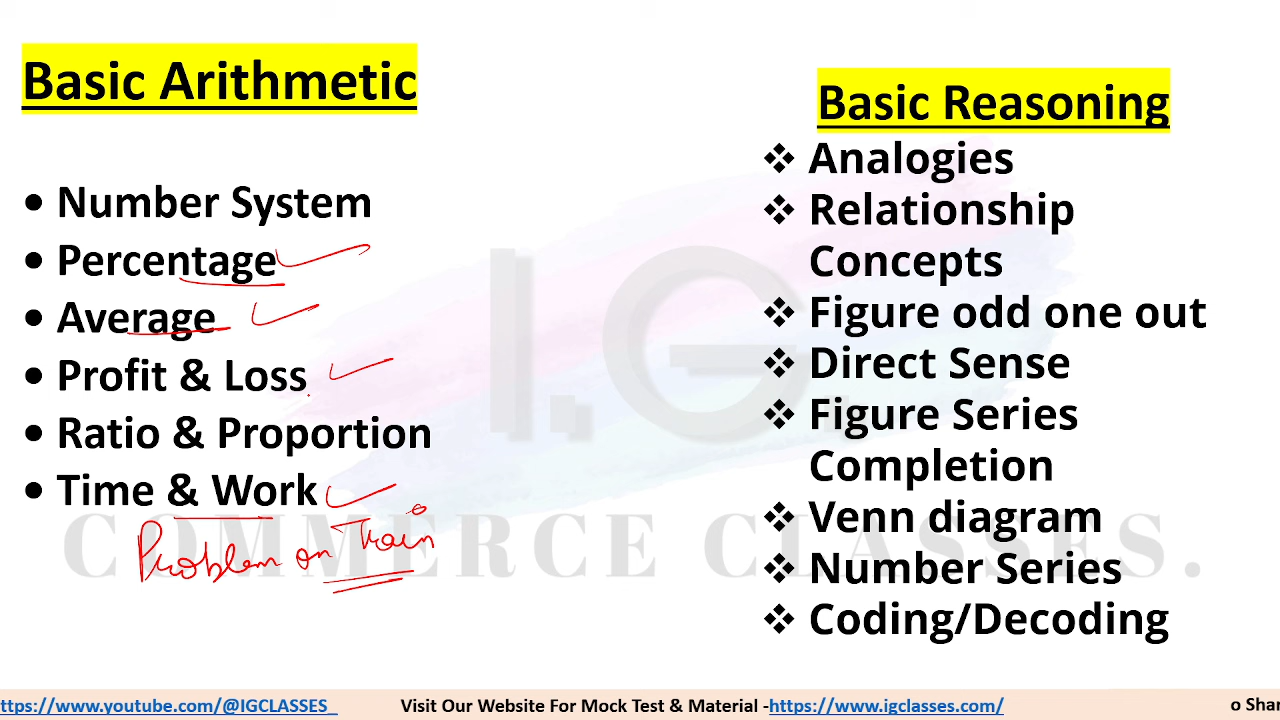 Basic Arithmetic
• Number System
• Percentage
• Average
• Profit & Loss
• Ratio & Proportion
• Time & Work
Problem on Train
Basic Reasoning
❖ Analogies
❖ Relationship
Concepts
❖ Figure odd one out
❖ Direct Sense
❖ Figure Series
Completion
❖ Venn diagram
❖ Number Series
❖ Coding/Decoding
I.G
COMMERCE CLASSES.
ttps://www.youtube.com/@IGCLASSES_ Visit Our Website For Mock Test & Material -https://www.igclasses.com/ o Shar